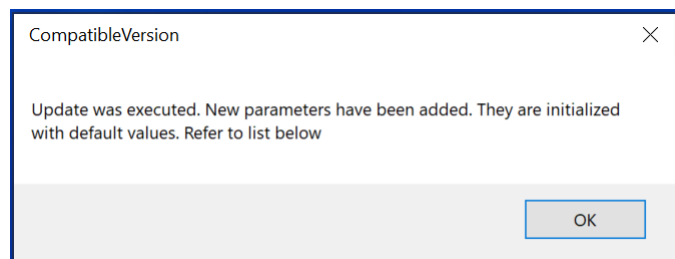 CompatibleVersion
Update was executed. New parameters have been added. They are initialized
with default values. Refer to list below
OK